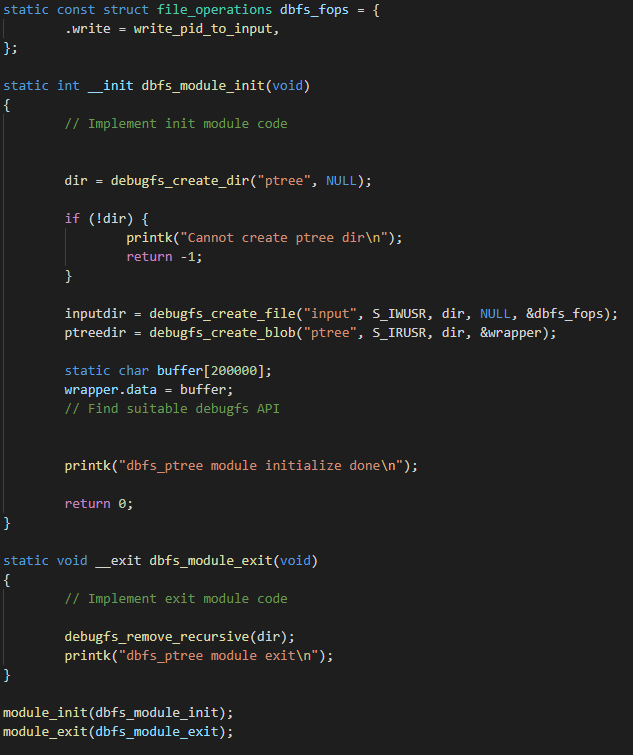 static const struct file_operations dbfs_fops = {
        .write = write_pid_to_input,
};
static int __init dbfs_module_init(void)
{
        // Implement init module code
        dir = debugfs_create_dir("ptree", NULL);
        if (!dir) {
                printk("Cannot create ptree dir\n");
                return -1;
        }
        inputdir = debugfs_create_file("input", S_IWUSR, dir, NULL, &dbfs_fops);
        ptreedir = debugfs_create_blob("ptree", S_IRUSR, dir, &wrapper);
        static char buffer[200000];
        wrapper.data = buffer;
        // Find suitable debugfs API
        printk("dbfs_ptree module initialize done\n");
        return 0;
}
static void __exit dbfs_module_exit(void)
{
        // Implement exit module code
        debugfs_remove_recursive(dir);
        printk("dbfs_ptree module exit\n");
}
module_init(dbfs_module_init);
module_exit(dbfs_module_exit);